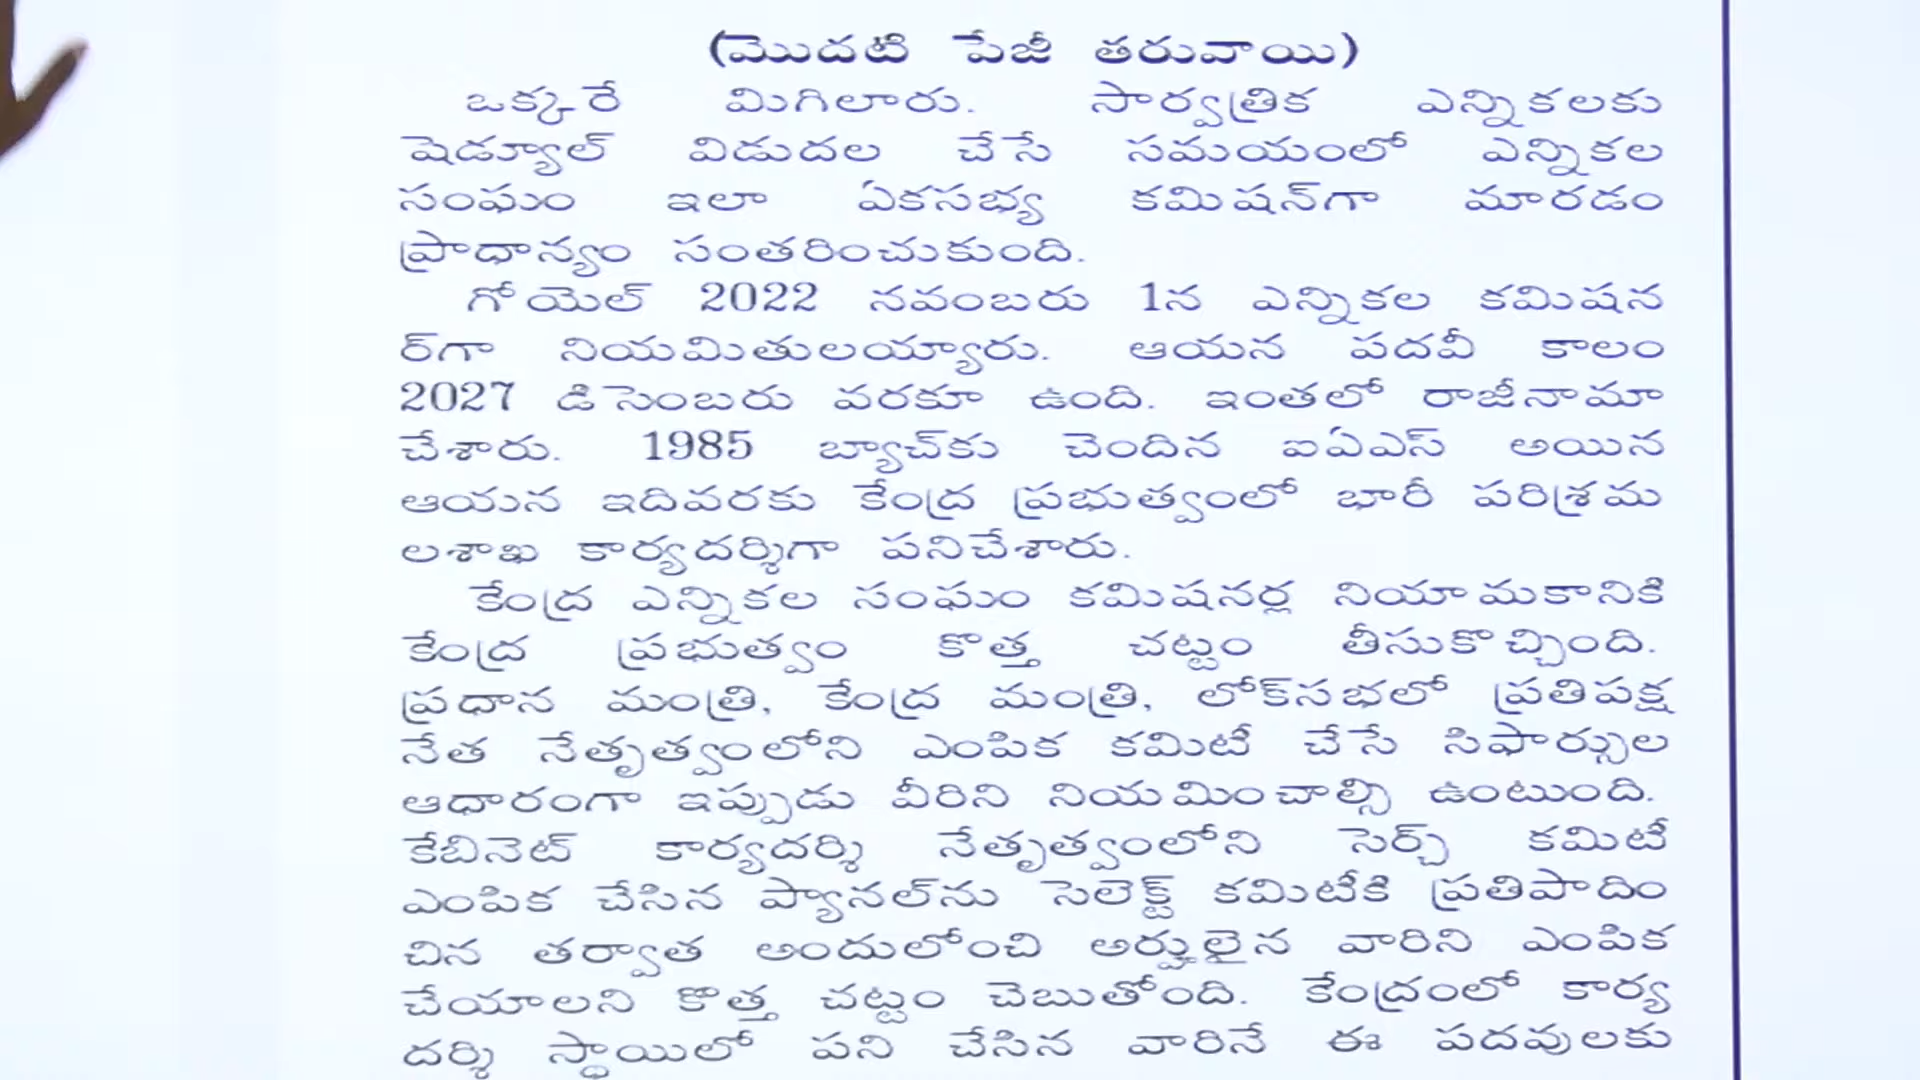 (మొదటి పేజీ తరువాయి)
ఒక్కరే మిగిలారు. సార్వత్రిక ఎన్నికలకు
షెడ్యూల్ విడుదల చేసే సమయంలో ఎన్నికల
సంఘం ఇలా ఏకసభ్య కమిషన్‌గా మారడం
ప్రాధాన్యం సంతరించుకుంది.
గోయెల్ 2022 నవంబరు 1న ఎన్నికల కమిషన
ర్‌గా నియమితులయ్యారు. ఆయన పదవీ కాలం
2027 డిసెంబరు వరకూ ఉంది. ఇంతలో రాజీనామా
చేశారు. 1985 బ్యాచ్‌కు చెందిన ఐఏఎస్ అయిన
ఆయన ఇదివరకు కేంద్ర ప్రభుత్వంలో భారీ పరిశ్రమ
లశాఖ కార్యదర్శిగా పనిచేశారు.
కేంద్ర ఎన్నికల సంఘం కమిషనర్ల నియామకానికి
కేంద్ర ప్రభుత్వం కొత్త చట్టం తీసుకొచ్చింది.
ప్రధాన మంత్రి, కేంద్ర మంత్రి, లోక్‌సభలో ప్రతిపక్ష
నేత నేతృత్వంలోని ఎంపిక కమిటీ చేసే సిఫార్సుల
ఆధారంగా ఇప్పుడు వీరిని నియమించాల్సి ఉంటుంది.
కేబినెట్ కార్యదర్శి నేతృత్వంలోని సెర్చ్ కమిటీ
ఎంపిక చేసిన ప్యానల్‌ను సెలెక్ట్ కమిటీకి ప్రతిపాదిం
చిన తర్వాత అందులోంచి అర్హులైన వారిని ఎంపిక
చేయాలని కొత్త చట్టం చెబుతోంది. కేంద్రంలో కార్య
దర్శి స్థాయిలో పని చేసిన వారినే ఈ పదవులకు